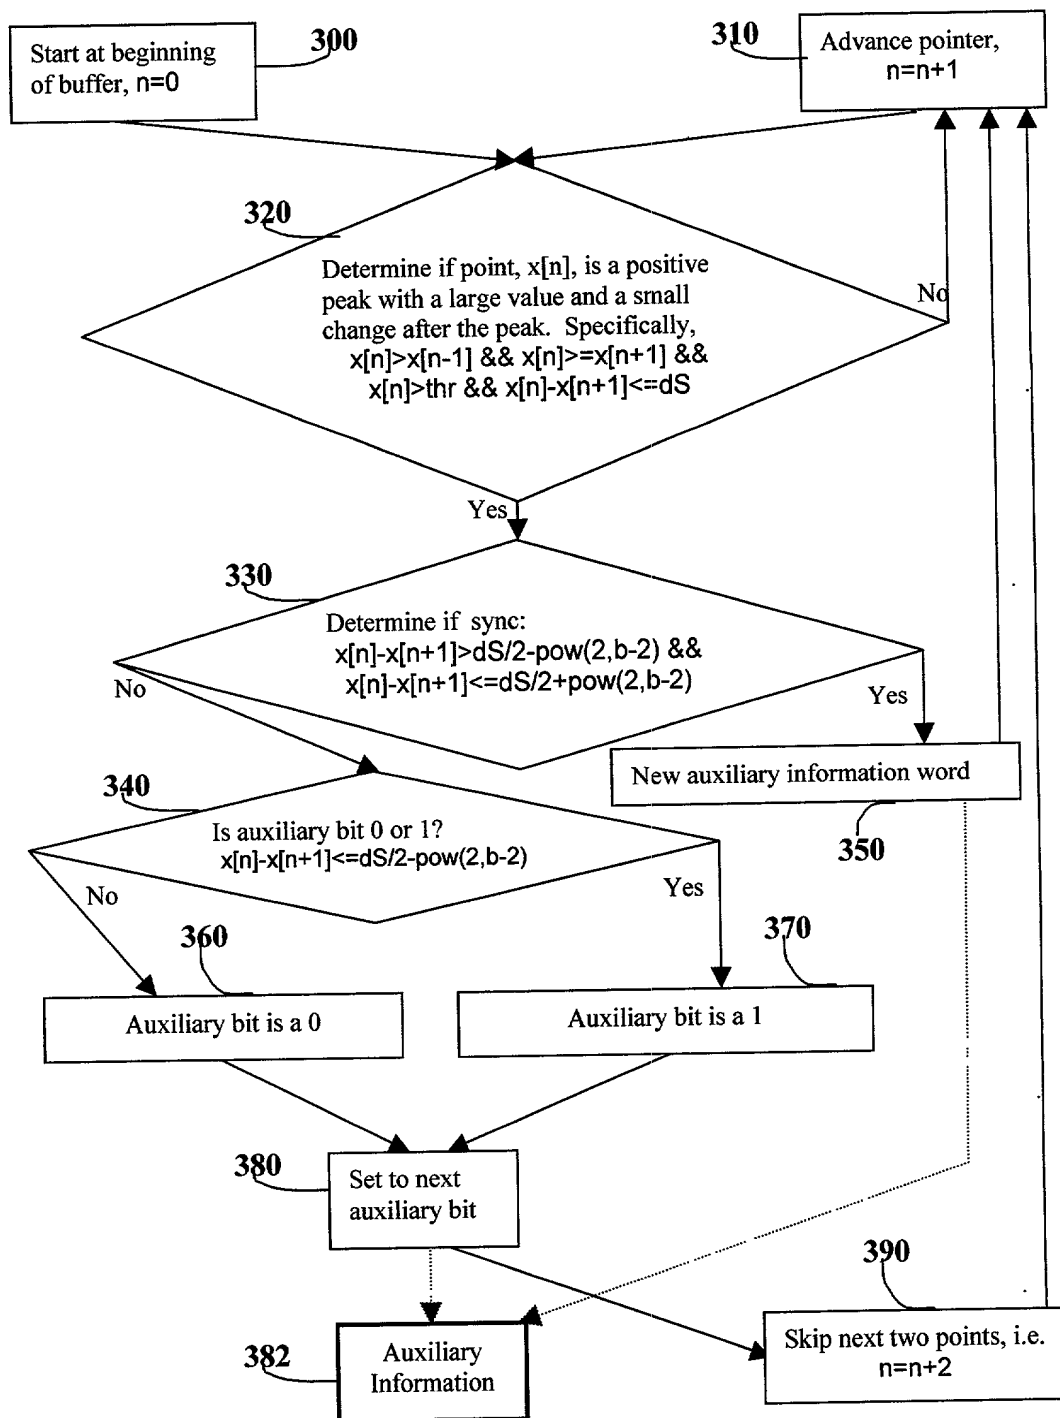 Start at beginning
of buffer, n=0
300
310
Advance pointer,
n=n+1
320
Determine if point, x[n], is a positive
peak with a large value and a small
change after the peak.  Specifically,
x[n]>x[n-1] && x[n]>=x[n+1] &&
x[n]>thr && x[n]-x[n+1]<=dS
No
Yes
330
Determine if  sync:
x[n]-x[n+1]>dS/2-pow(2,b-2) &&
x[n]-x[n+1]<=dS/2+pow(2,b-2)
No
Yes
New auxiliary information word
350
340
Is auxiliary bit 0 or 1?
x[n]-x[n+1]<=dS/2-pow(2,b-2)
No
Yes
360
370
Auxiliary bit is a 0
Auxiliary bit is a 1
380
Set to next
auxiliary bit
390
382
Auxiliary
Information
Skip next two points, i.e.
n=n+2